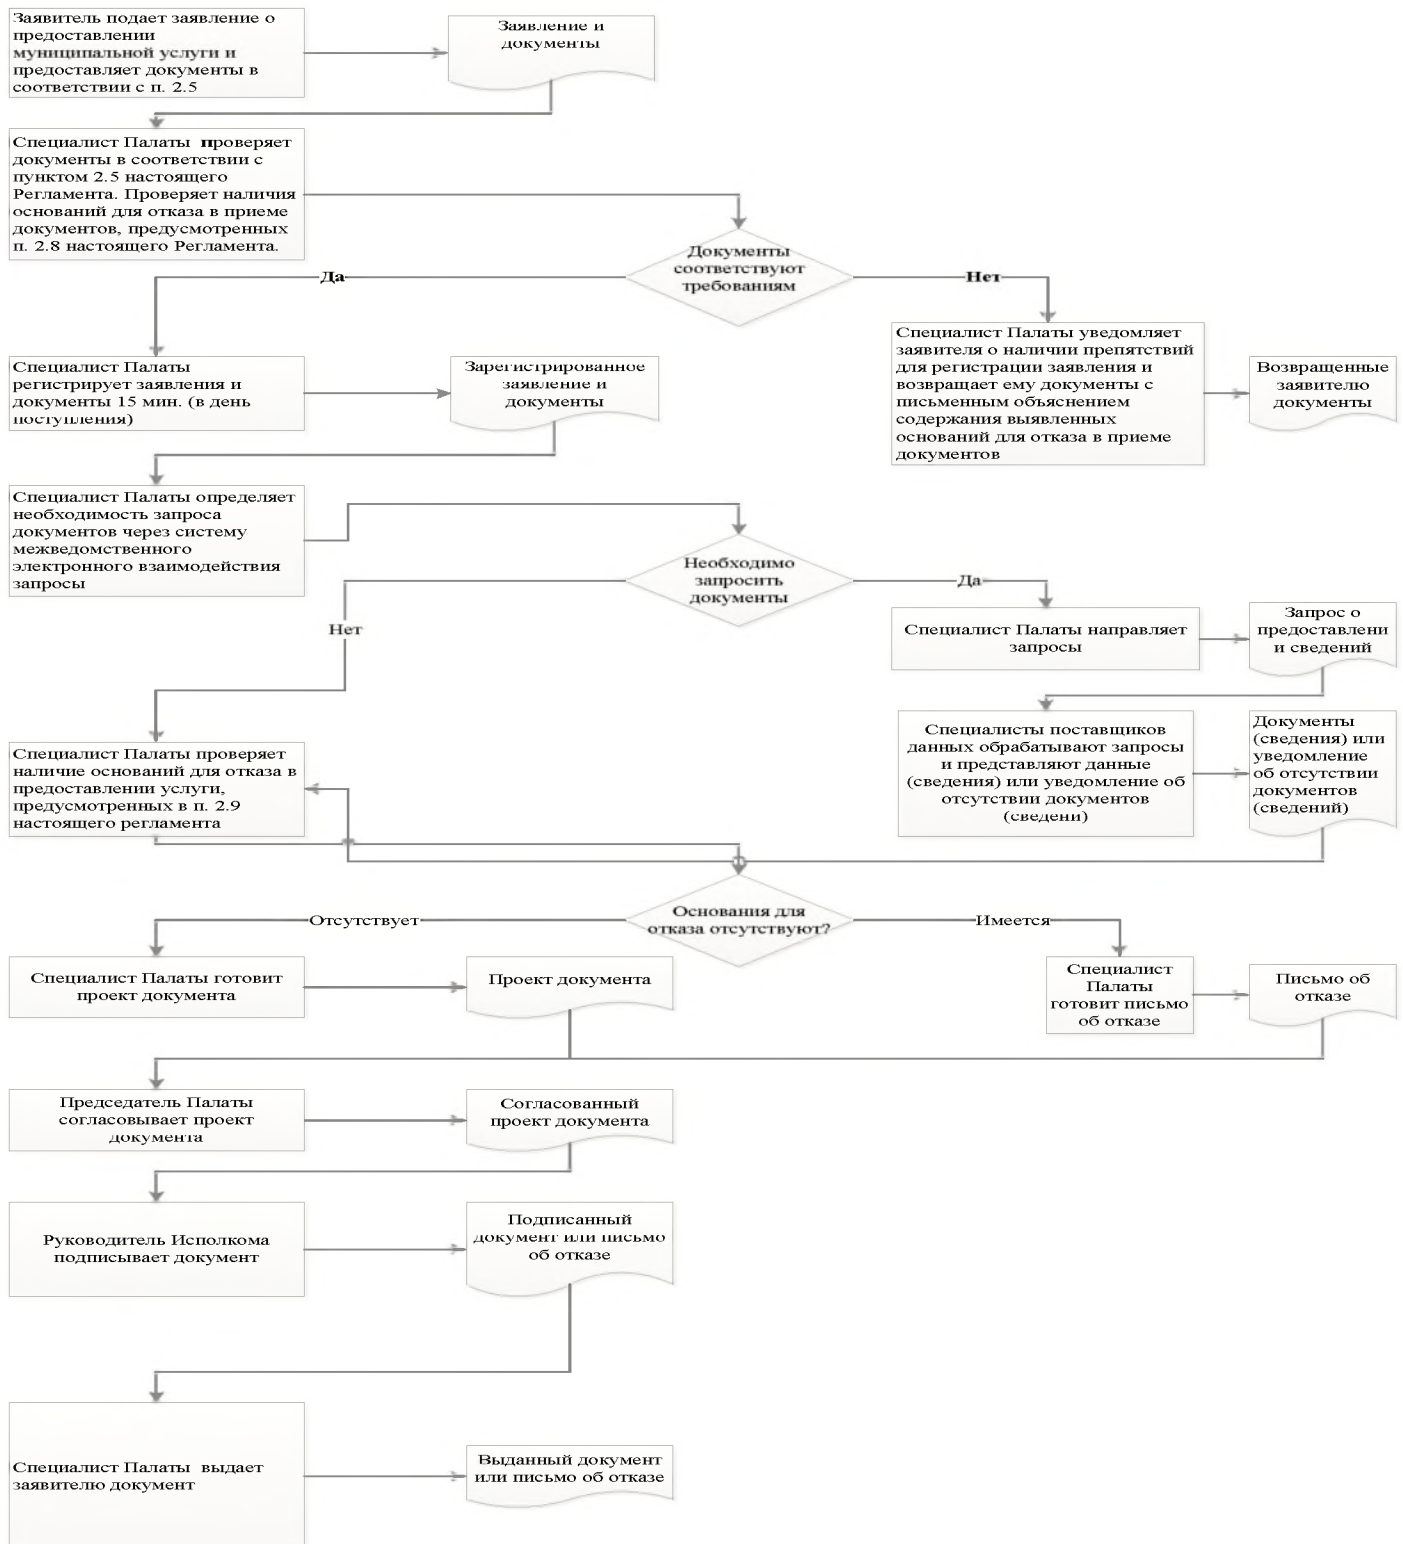 Заявитель подает заявление о
предоставлении
муниципальной услуги и
предоставляет документы в
соответствии с п. 2.5
Заявление и
документы
Специалист Палаты проверяет
документы в соответствии с
пунктом 2.5 настоящего
Регламента. Проверяет наличия
оснований для отказа в приеме
документов, предусмотренных
п. 2.8 настоящего Регламента.
Документы
соответствуют
требованиям
Да
Нет
Специалист Палаты
регистрирует заявления и
документы 15 мин. (в день
поступления)
Зарегистрированное
заявление и
документы
Специалист Палаты уведомляет
заявителя о наличии препятствий
для регистрации заявления и
возвращает ему документы с
письменным объяснением
содержания выявленных
оснований для отказа в приеме
документов
Возвращенные
заявителю
документы
Специалист Палаты определяет
необходимость запроса
документов через систему
межведомственного
электронного взаимодействия
запросы
Необходимо
запросить
документы
Да
Нет
Специалист Палаты направляет
запросы
Запрос о
предоставлени
и сведений
Специалисты поставщиков
данных обрабатывают запросы
и представляют данные
(сведения) или уведомление об
отсутствии документов
(сведени)
Документы
(сведения) или
уведомление
об отсутствии
документов
(сведений)
Специалист Палаты проверяет
наличие оснований для отказа в
предоставлении услуги,
предусмотренных в п. 2.9
настоящего регламента
Основания для
отказа отсутствуют?
Отсутствует
Имеется
Специалист Палаты готовит
проект документа
Проект документа
Специалист
Палаты
готовит письмо
об отказе
Письмо об
отказе
Председатель Палаты
согласовывает проект
документа
Согласованный
проект документа
Руководитель Исполкома
подписывает документ
Подписанный
документ или письмо
об отказе
Специалист Палаты выдает
заявителю документ
Выданный документ
или письмо об отказе